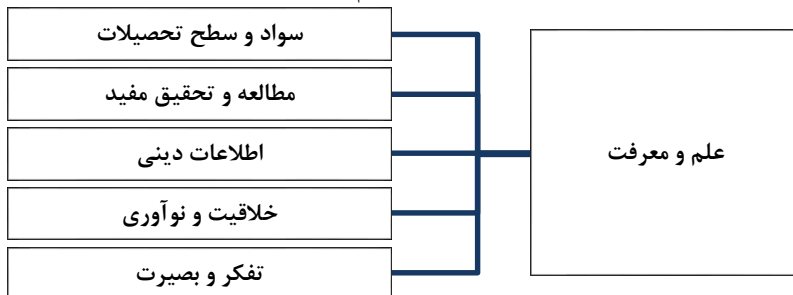 علم و معرفت
سواد و سطح تحصیلات
مطالعه و تحقیق مفید
اطلاعات دینی
خلاقیت و نوآوری
تفکر و بصیرت